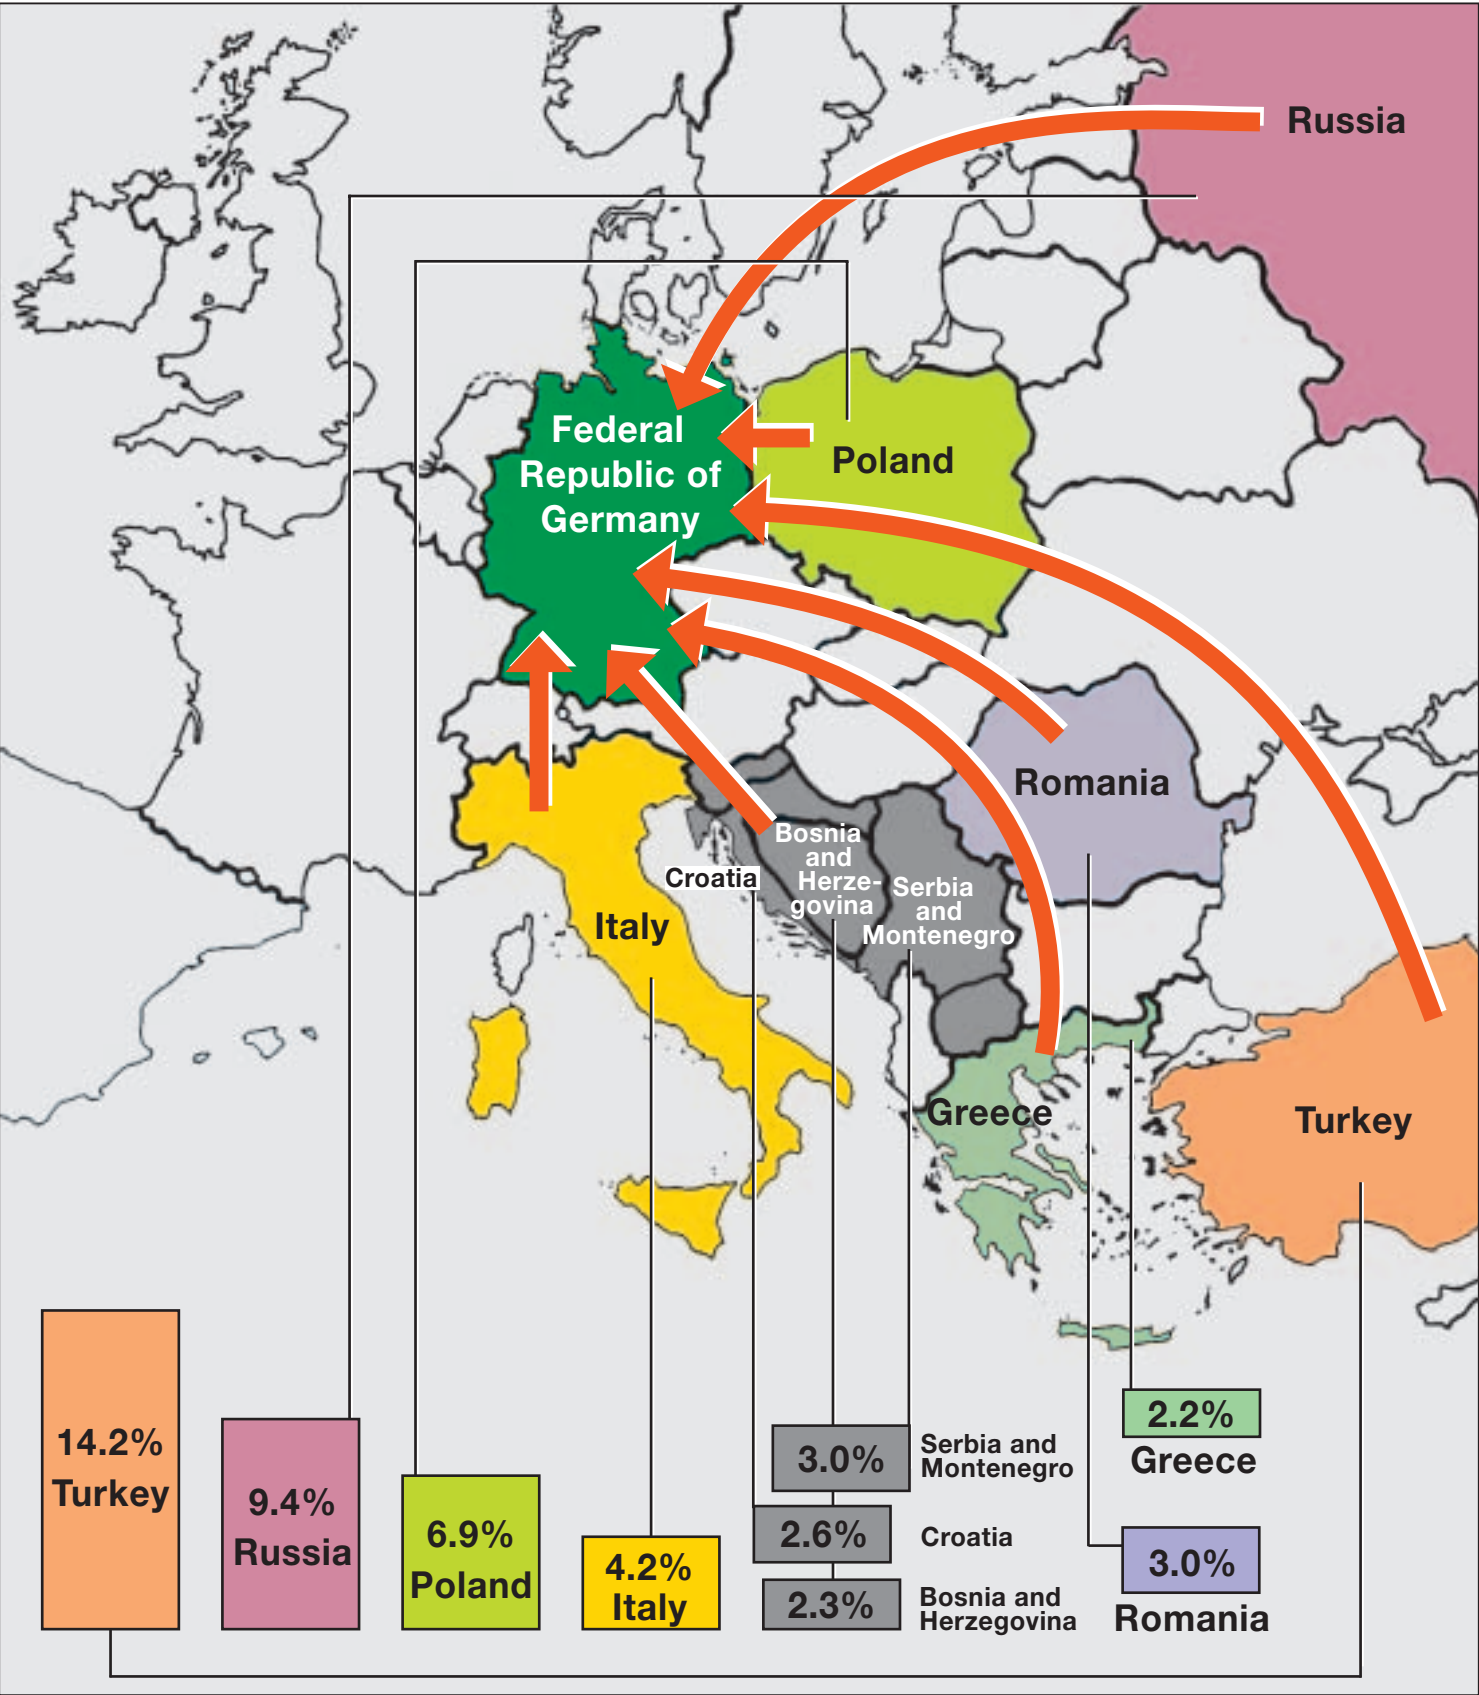 Russia
Federal
Republic of
Germany
Poland
Romania
Bosnia
and
Herze-
govina
Croatia
Serbia
and
Montenegro
Italy
Greece
Turkey
14.2%
Turkey
9.4%
Russia
6.9%
Poland
4.2%
Italy
3.0%
Serbia and
Montenegro
2.6%
Croatia
2.3%
Bosnia and
Herzegovina
2.2%
Greece
3.0%
Romania